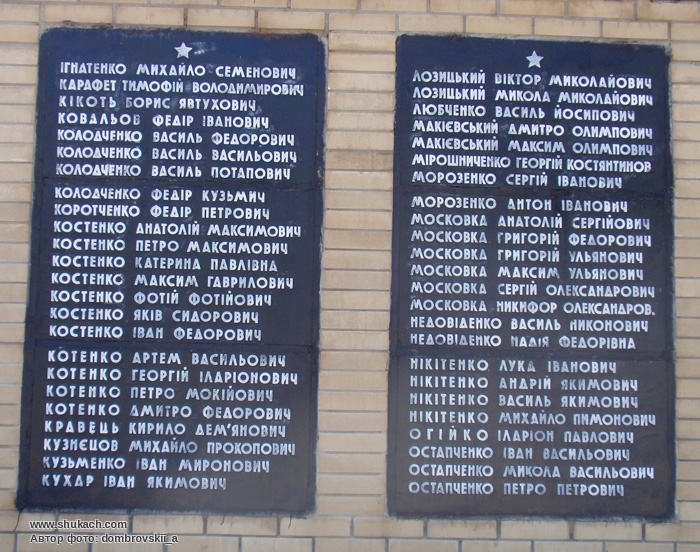 ІГНАТЕНКО МИХАЙЛО СЕМЕНОВИЧ
КАРАФЕТ ТИМОФІЙ ВОЛОДИМИРОВІЧ
КІКОТЬ БОРИС ЯВТУХОВИЧ
КОВАЛЬОВ ФЕДІР ІВАНОВИЧ
КОЛОДЧЕНКО ВАСИЛЬ ФЕДОРОВИЧ
КОЛОДЧЕНКО ВАСИЛЬ ВАСИЛЬОВИЧ
КОЛОДЧЕНКО ВАСИЛЬ ПОТАПОВИЧ
КОЛОДЧЕНКО ФЕДІР КУЗЬМИЧ
КОРОТЧЕНКО ФЕДІР ПЕТРОВИЧ
КОСТЕНКО АНАТОЛІЙ МАКСИМОВИЧ
КОСТЕНКО ПЕТРО МАКСИМОВИЧ
КОСТЕНКО КАТЕРИНА ПАВЛІВНА
КОСТЕНКО МАКСИМ ГАВРИЛОВИЧ
КОСТЕНКО ФОТІЙ ФОТІЙОВИЧ
КОСТЕНКО ЯКІВ СИДОРОВИЧ
КОСТЕНКО ІВАН ФЕДОРОВИЧ
КОТЕНКО АРТЕМ ВАСИЛЬОВИЧ
КОТЕНКО ГЕОРГІЙ ІЛАРІОНОВИЧ
КОТЕНКО ПЕТРО МОКІЙОВИЧ
КОТЕНКО ДМИТРО ФЕДОРОВИЧ
КРАВЕЦЬ КИРИЛО ДЕМ'ЯНОВИЧ
КУЗНЕЦОВ МИХАЙЛО ПРОКОПОВИЧ
КУЗЬМЕНКО ІВАН МИРОНОВИЧ
КУХАР ІВАН ЯКИМОВИЧ
ЛОЗИЦЬКИЙ ВІКТОР МИКОЛАЙОВИЧ
ЛОЗИЦЬКИЙ МИКОЛА МИКОЛАЙОВИЧ
ЛЮБЧЕНКО ВАСИЛЬ ЙОСИПОВИЧ
МАКІЄВСЬКИЙ ДМИТРО ОЛИМПОВИЧ
МАКІЄВСЬКИЙ МАКСИМ ОЛИМПОВИЧ
МІРОШНИЧЕНКО ГЕОРГІЙ КОСТЯНТИНОВ
МОРОЗЕНКО СЕРГІЙ ІВАНОВИЧ
МОРОЗЕНКО АНТОН ІВАНОВИЧ
МОСКОВКА АНАТОЛІЙ СЕРГІЙОВИЧ
МОСКОВКА ГРИГОРІЙ ФЕДОРОВИЧ
МОСКОВКА ГРИГОРІЙ УЛЬЯНОВИЧ
МОСКОВКА МАКСИМ УЛЬЯНОВИЧ
МОСКОВКА СЕРГІЙ ОЛЕКСАНДРОВИЧ
МОСКОВКА НИКИФОР ОЛЕКСАНДРОВ.
НЕДОВІДЕНКО ВАСИЛЬ НИКОНОВИЧ
НЕДОВІДЕНКО НАДІЯ ФЕДОРІВНА
НІКІТЕНКО ЛУКА ІВАНОВИЧ
НІКІТЕНКО АНДРІЙ ЯКИМОВИЧ
НІКІТЕНКО ВАСИЛЬ ЯКИМОВИЧ
НІКІТЕНКО МИХАЙЛО ПИМОНОВИЧ
ОГІЙКО ІЛАРІОН ПАВЛОВИЧ
ОСТАПЧЕНКО ІВАН ВАСИЛЬОВИЧ
ОСТАПЧЕНКО МИКОЛА ВАСИЛЬОВИЧ
ОСТАПЧЕНКО ПЕТРО ПЕТРОВИЧ
www.shukach.com
Автор фото: dombrovskii_a